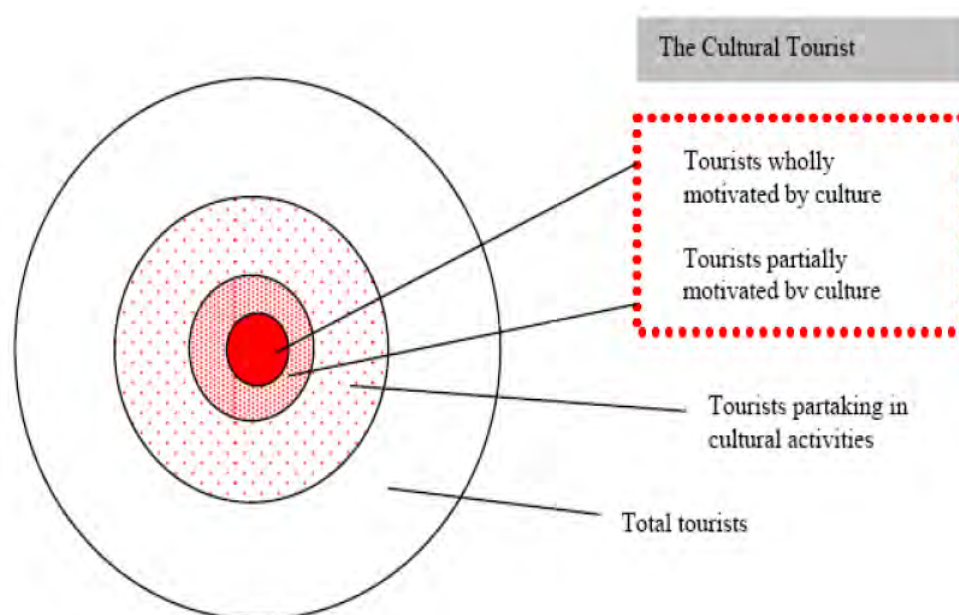 The Cultural Tourist
Tourists wholly
motivated by culture
Tourists partially
motivated by culture
Tourists partaking in
cultural activities
Total tourists